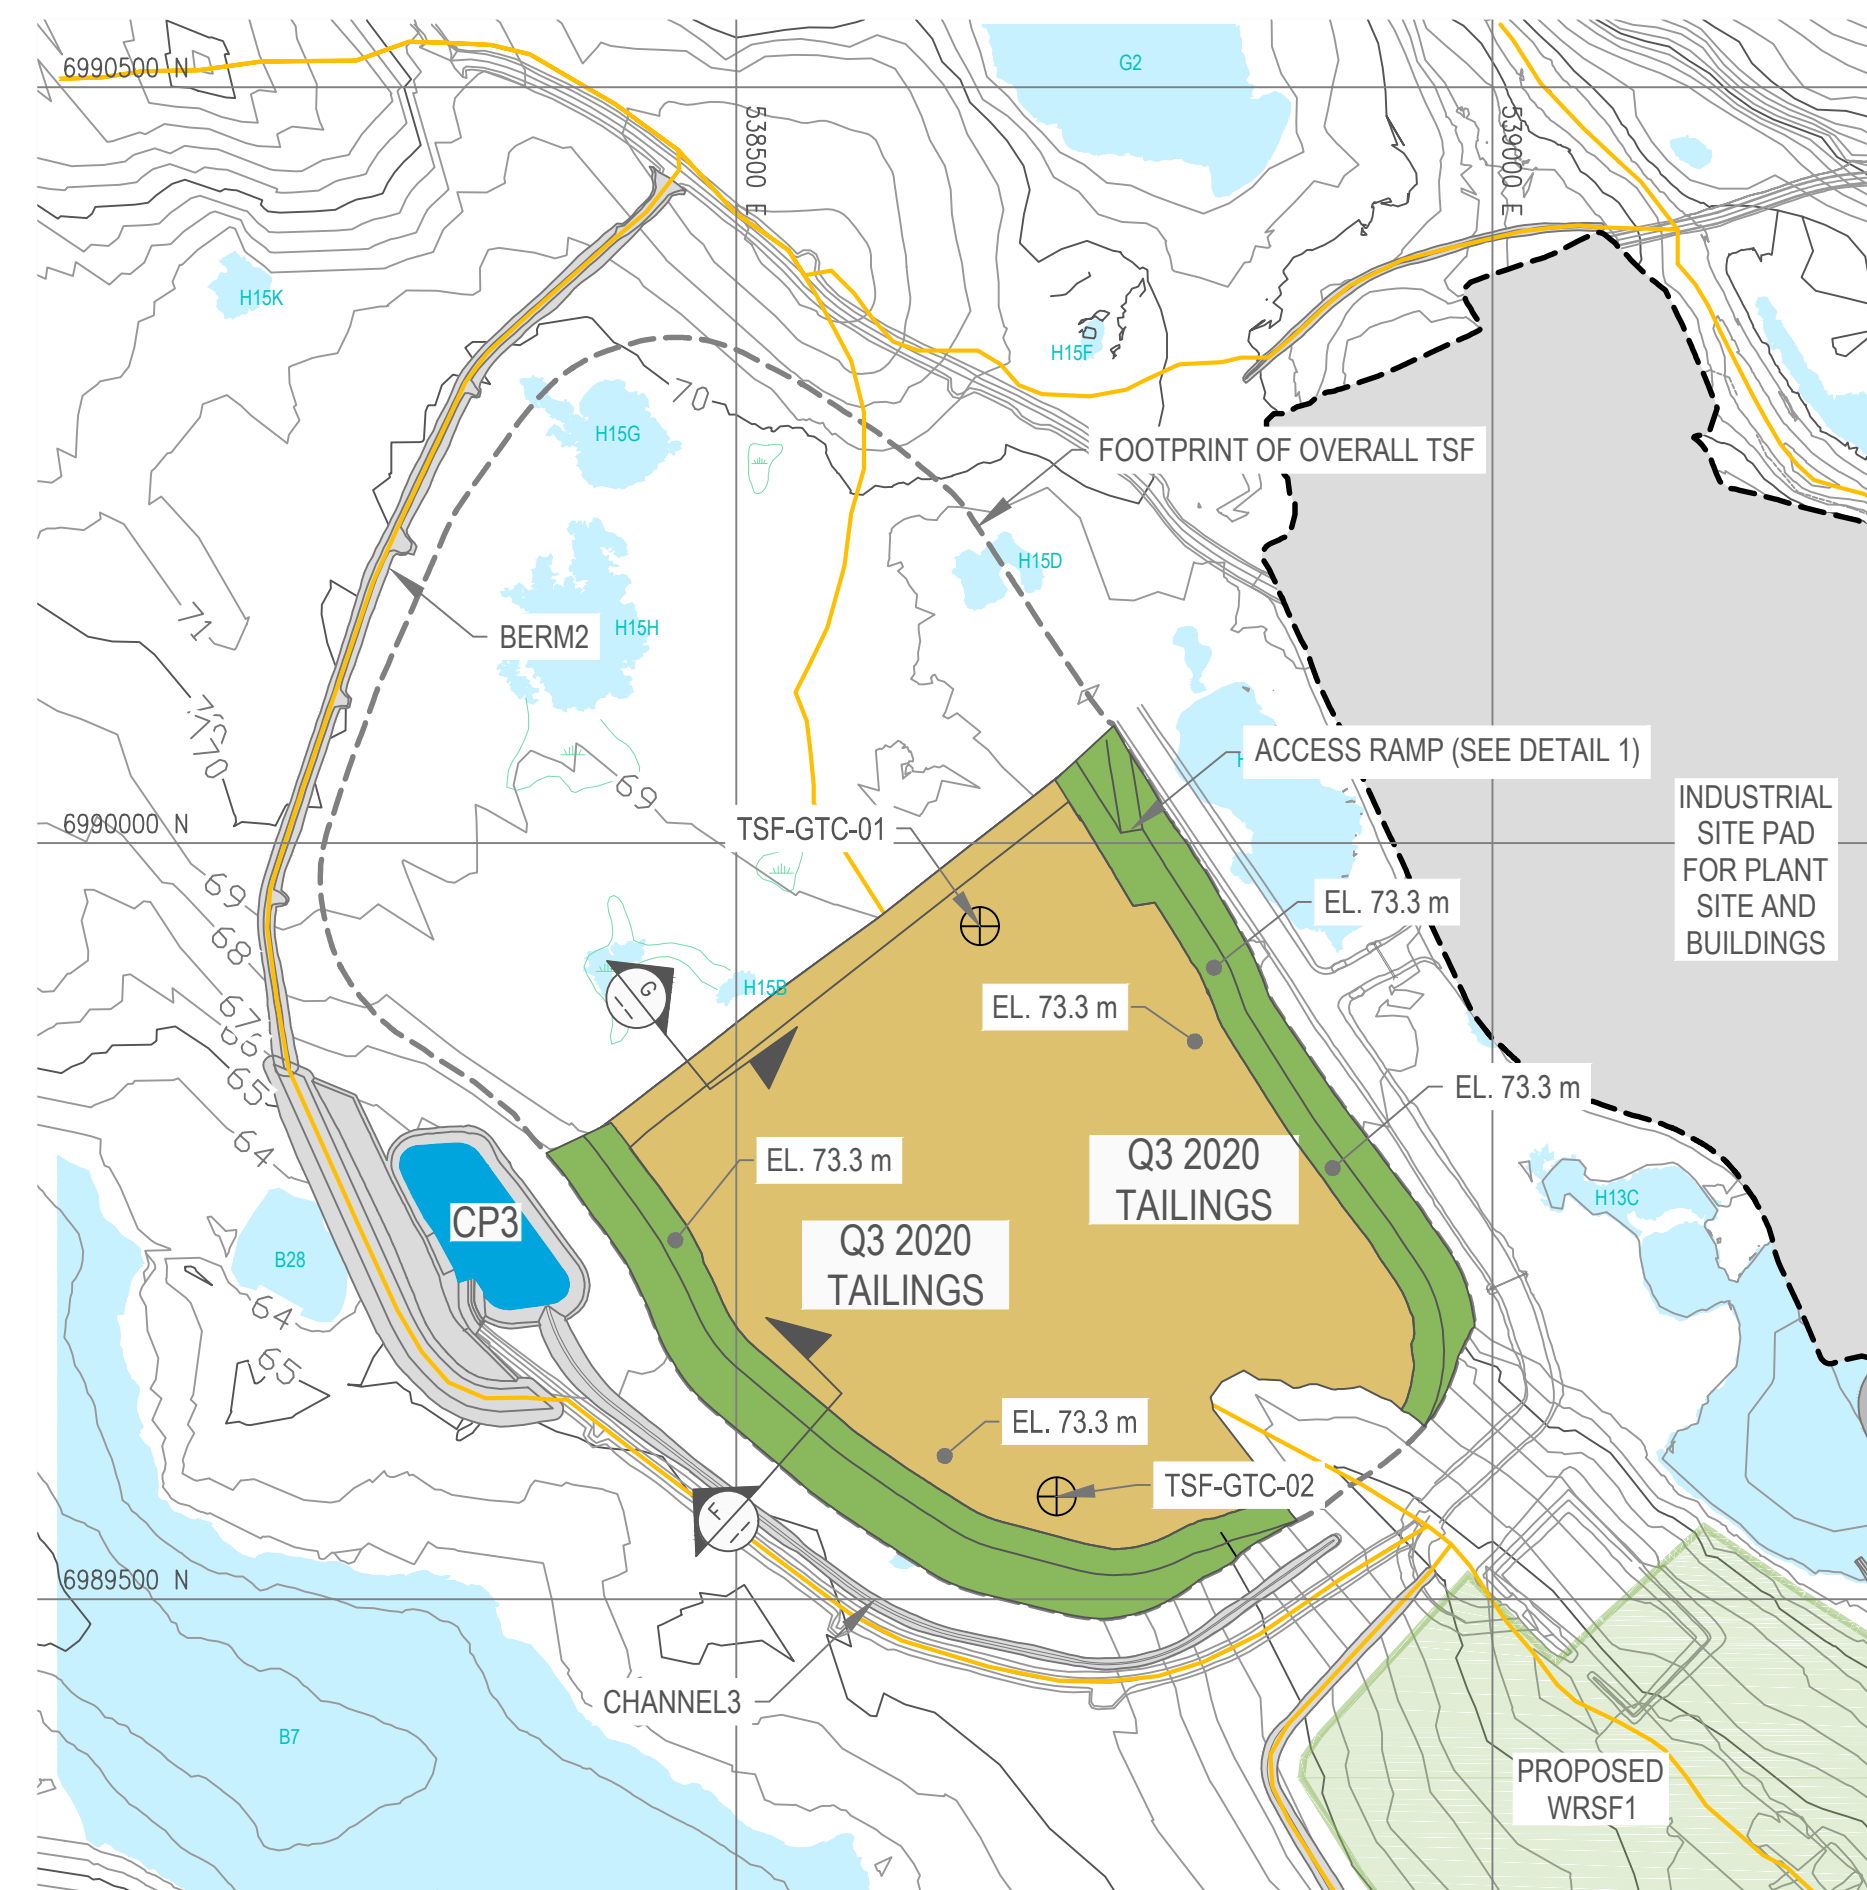 6990500 N
G2
538500 E
539000 E
H15K
H15F
70
H15G
FOOTPRINT OF OVERALL TSF
H15D
71
BERM2
H15H
70
ACCESS RAMP (SEE DETAIL 1)
69
6990000 N
TSF-GTC-01
INDUSTRIAL
SITE PAD
FOR PLANT
SITE AND
BUILDINGS
69
EL. 73.3 m
68
G
H15B
EL. 73.3 m
67
66
65
EL. 73.3 m
64
EL. 73.3 m
Q3 2020
TAILINGS
H13C
CP3
Q3 2020
TAILINGS
B28
64
65
EL. 73.3 m
TSF-GTC-02
F
6989500 N
CHANNEL3
B7
PROPOSED
WRSF1